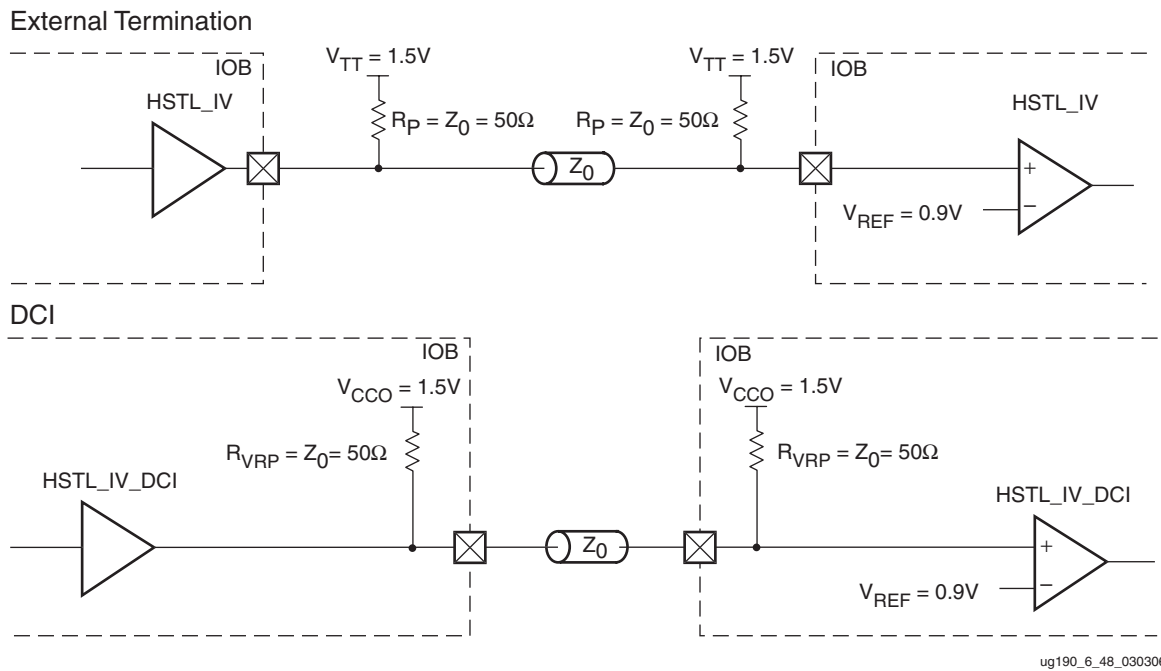 External Termination
IOB
V_TT = 1.5V
V_TT = 1.5V
IOB
HSTL_IV
HSTL_IV
R_P = Z_0 = 50Ω
R_P = Z_0 = 50Ω
Z_0
+
−
V_REF = 0.9V
DCI
IOB
IOB
V_CCO = 1.5V
V_CCO = 1.5V
R_VRP = Z_0= 50Ω
R_VRP = Z_0= 50Ω
HSTL_IV_DCI
HSTL_IV_DCI
Z_0
+
−
V_REF = 0.9V